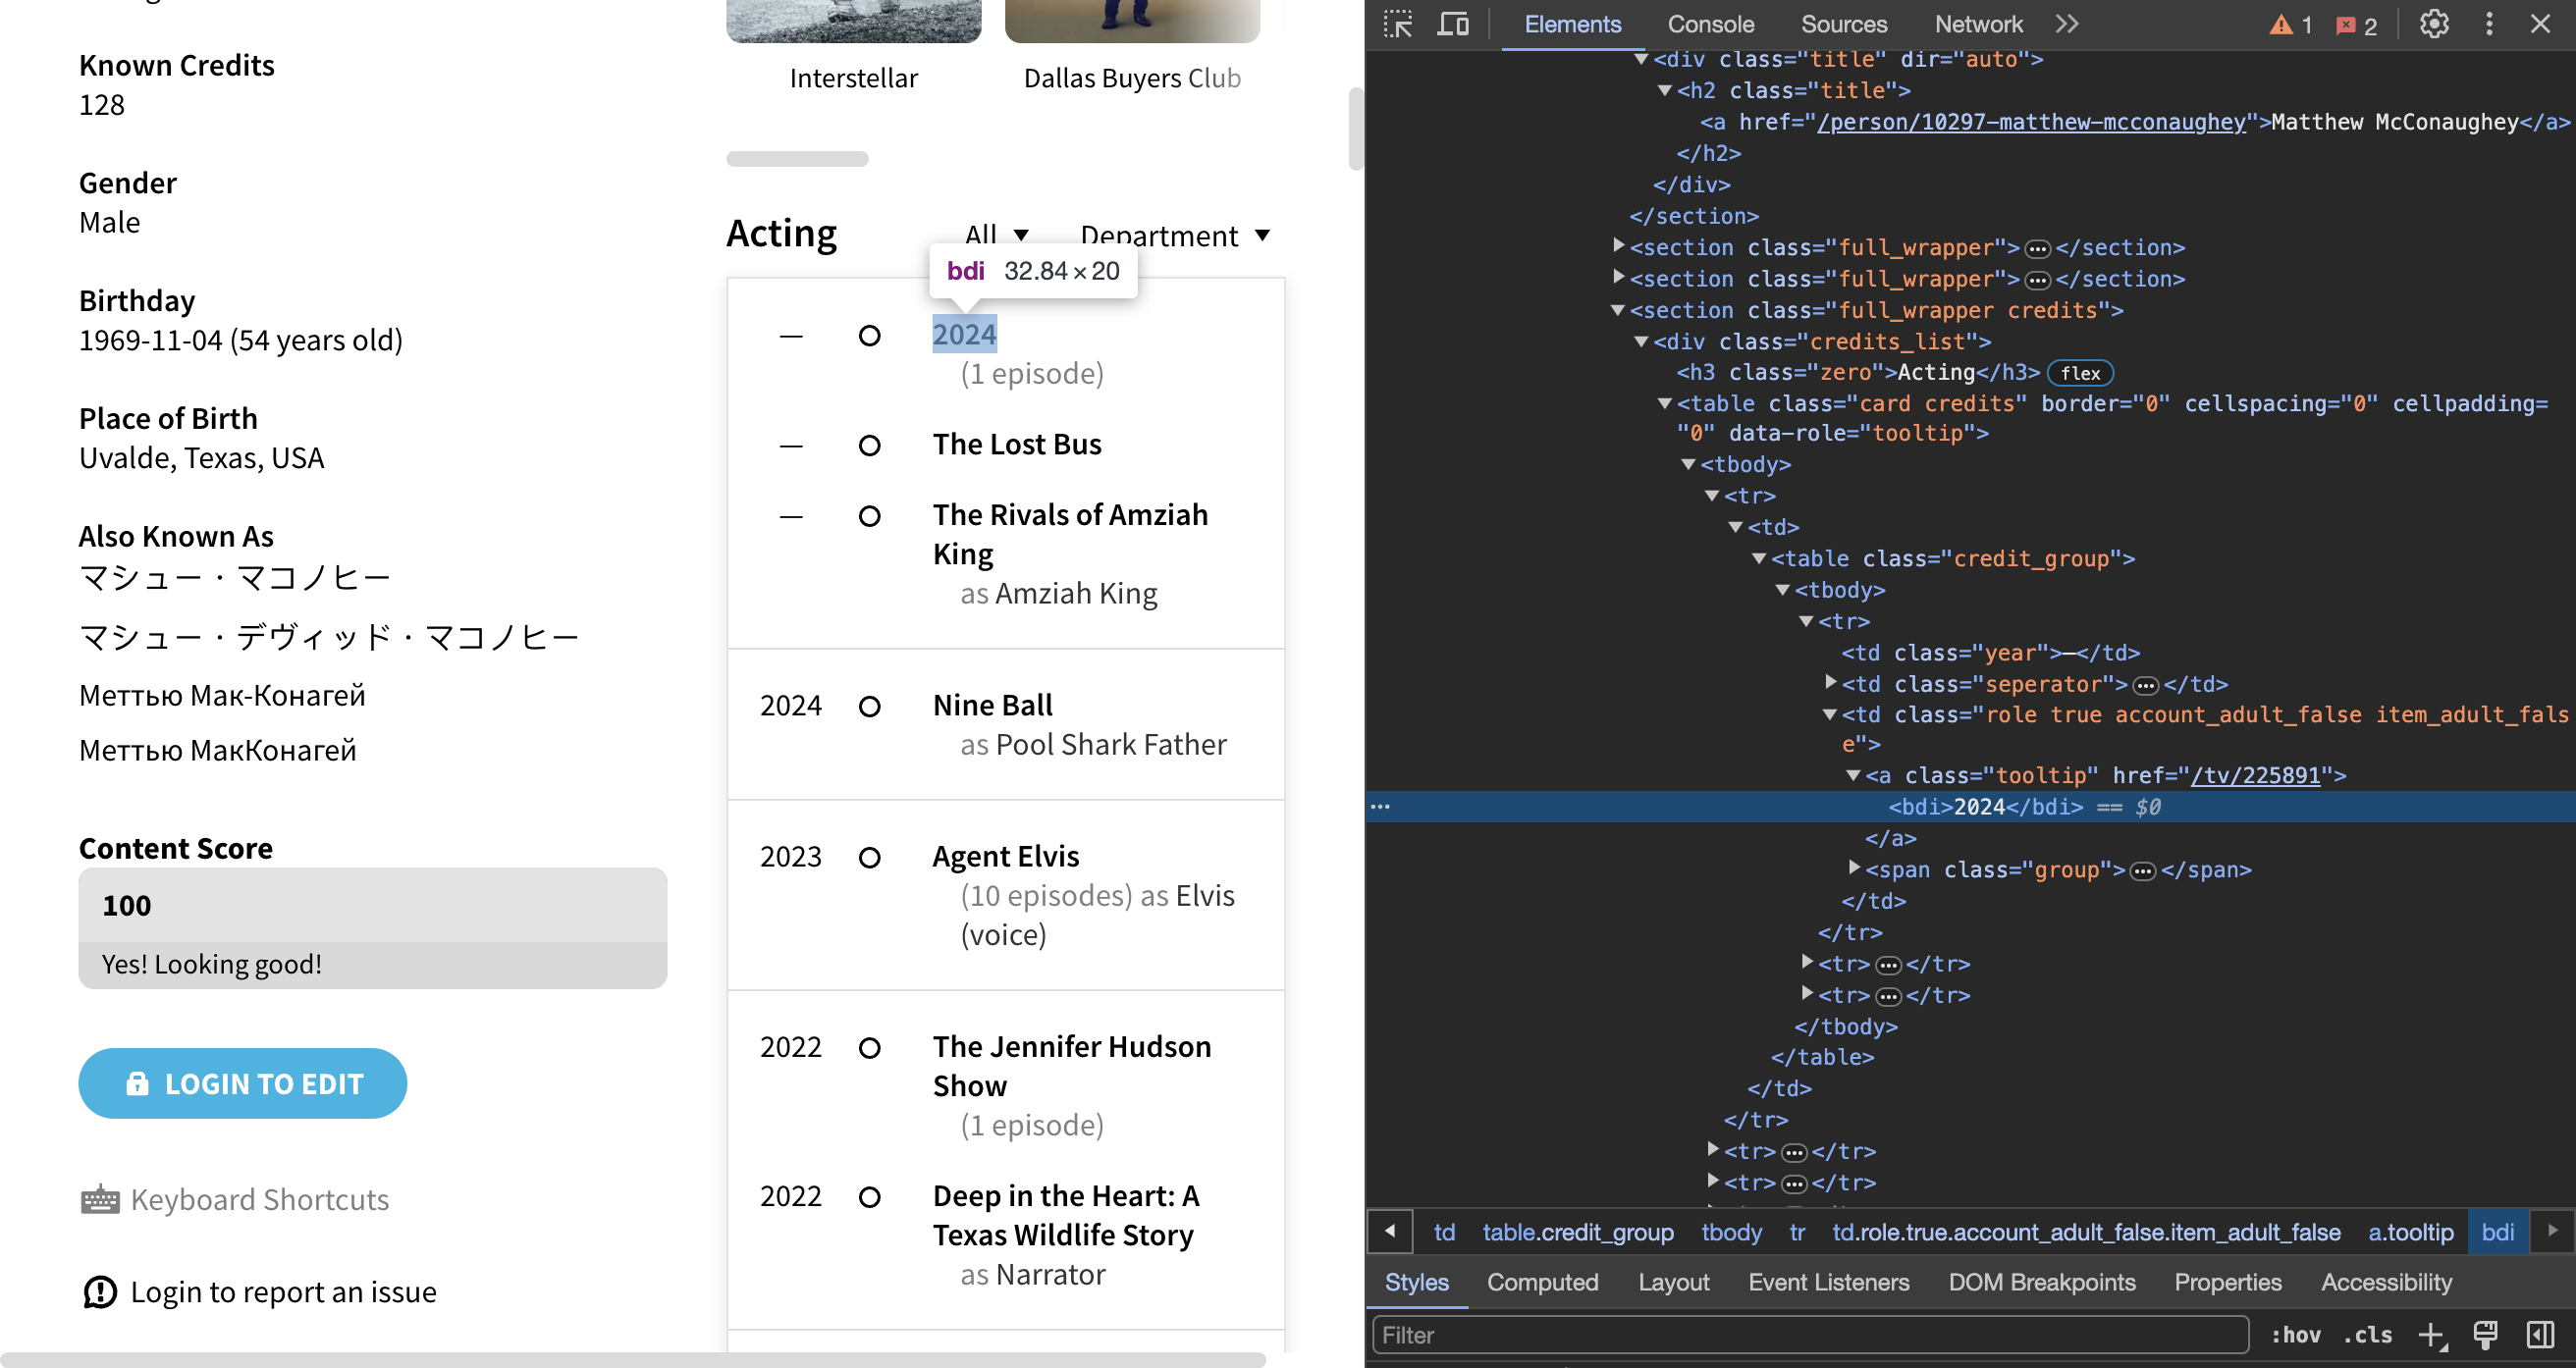 Known Credits
128
Gender
Male
Birthday
1969-11-04 (54 years old)
Place of Birth
Uvalde, Texas, USA
Also Known As
マシュー・マコノヒー
マシュー・デヴィッド・マコノヒー
Меттью Мак-Конагей
Меттью МакКонагей
Content Score
100
Yes! Looking good!
LOGIN TO EDIT
Keyboard Shortcuts
Login to report an issue
Interstellar
Dallas Buyers Club
Acting
All ▼ Department ▼
bdi 32.84 × 20
— 2024
(1 episode)
— The Lost Bus
— The Rivals of Amziah
King
as Amziah King
2024 Nine Ball
as Pool Shark Father
2023 Agent Elvis
(10 episodes) as Elvis
(voice)
2022 The Jennifer Hudson
Show
(1 episode)
2022 Deep in the Heart: A
Texas Wildlife Story
as Narrator
Elements Console Sources Network 1 2
<div class="title" dir="auto">
<h2 class="title">
<a href="/person/10297-matthew-mcconaughey">Matthew McConaughey</a>
</h2>
</div>
</section>
<section class="full_wrapper">…</section>
<section class="full_wrapper">…</section>
<section class="full_wrapper credits">
<div class="credits_list">
<h3 class="zero">Acting</h3> flex
<table class="card credits" border="0" cellspacing="0" cellpadding=
"0" data-role="tooltip">
<tbody>
<tr>
<td>
<table class="credit_group">
<tbody>
<tr>
<td class="year">—</td>
<td class="seperator">…</td>
<td class="role true account_adult_false item_adult_fals
e">
<a class="tooltip" href="/tv/225891">
… <bdi>2024</bdi> == $0
</a>
<span class="group">…</span>
</td>
</tr>
<tr>…</tr>
<tr>…</tr>
</tbody>
</table>
</td>
</tr>
<tr>…</tr>
<tr>…</tr>
td table.credit_group tbody tr td.role.true.account_adult_false.item_adult_false a.tooltip bdi
Styles Computed Layout Event Listeners DOM Breakpoints Properties Accessibility
Filter :hov .cls